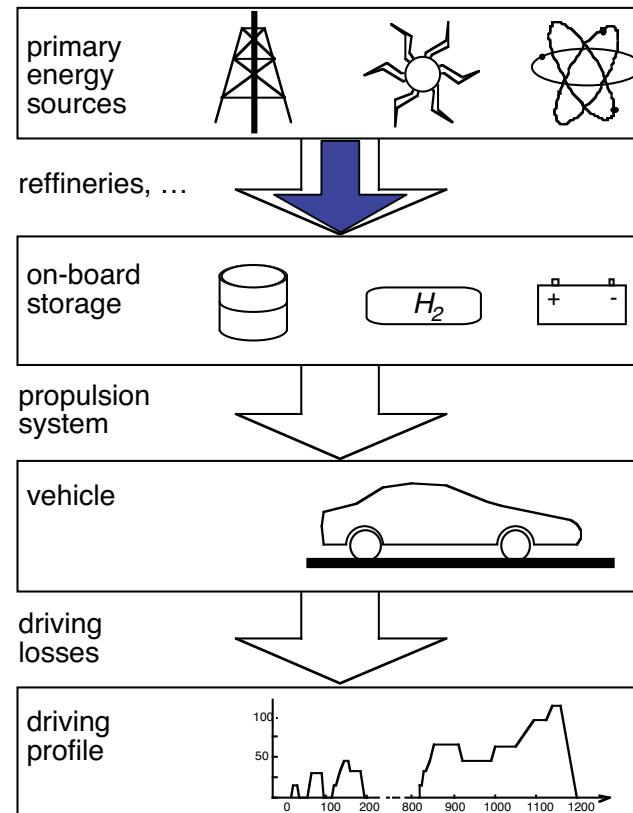 primary
energy
sources
reffineries, …
on-board
storage
H2
+ -
propulsion
system
vehicle
driving
losses
driving
profile
100
50
0 100 200 800 900 1000 1100 1200